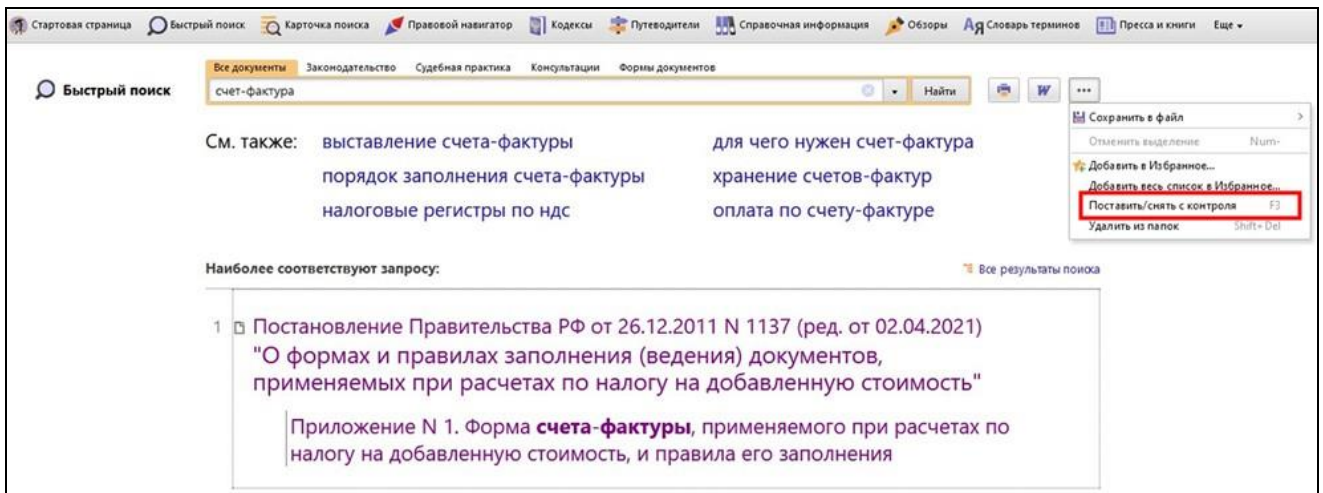 Стартовая страница Быстрый поиск Карточка поиска Правовой навигатор Кодексы Путеводители Справочная информация Обзоры Словарь терминов Пресса и книги Еще
Все документы Законодательство Судебная практика Консультации Формы документов
Быстрый поиск счет-фактура Найти W ...
Сохранить в файл
Отменить выделение Num-
Добавить в Избранное...
Добавить весь список в Избранное...
Поставить/снять с контроля F3
Удалить из папок Shift+Del
См. также: выставление счета-фактуры для чего нужен счет-фактура
порядок заполнения счета-фактуры хранение счетов-фактур
налоговые регистры по ндс оплата по счету-фактуре
Наиболее соответствуют запросу: Все результаты поиска
1 Постановление Правительства РФ от 26.12.2011 N 1137 (ред. от 02.04.2021)
"О формах и правилах заполнения (ведения) документов,
применяемых при расчетах по налогу на добавленную стоимость"
Приложение N 1. Форма счета-фактуры, применяемого при расчетах по
налогу на добавленную стоимость, и правила его заполнения